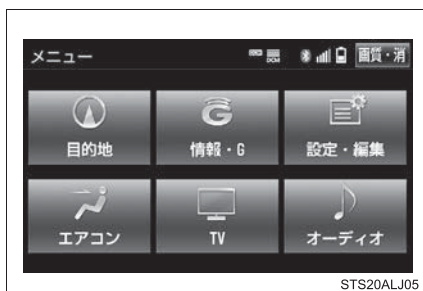 メニュー DCM 画質・消
目的地 情報・G 設定・編集
エアコン TV オーディオ
STS20ALJ05